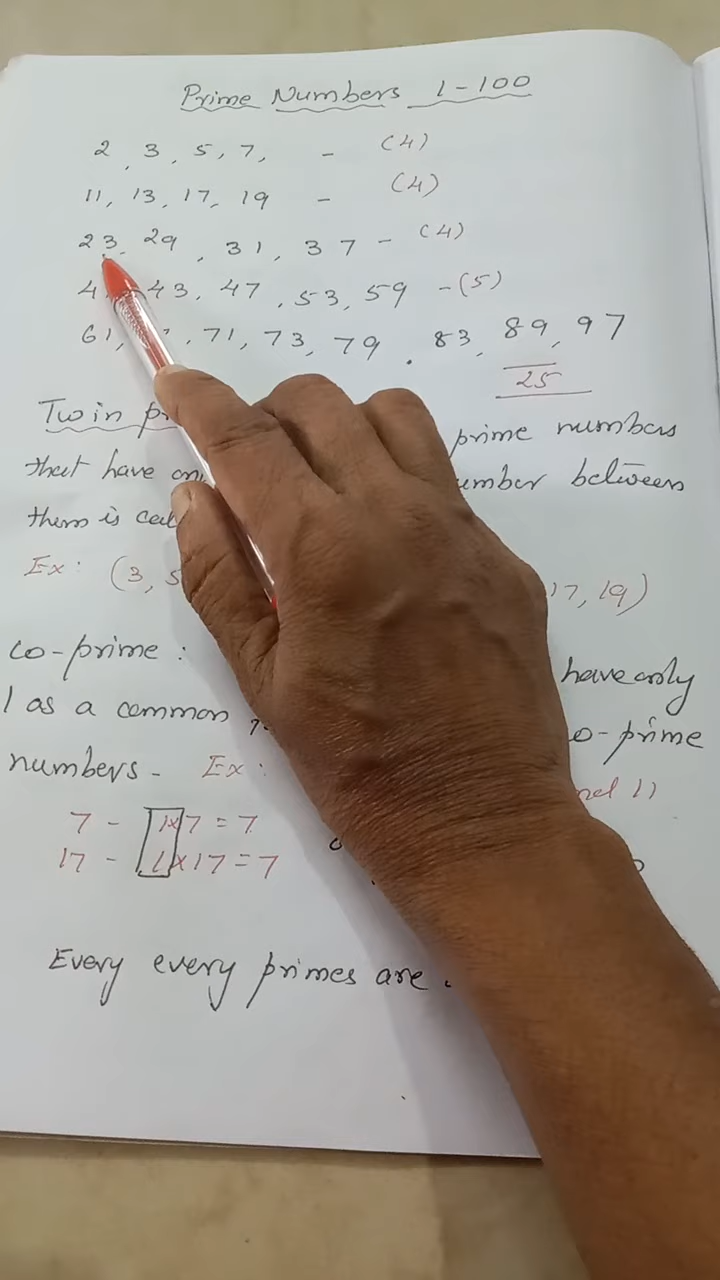 Prime Numbers 1-100
2, 3, 5, 7, - (4)
11, 13, 17, 19 - (4)
23, 29, 31, 37 - (4)
43, 47, 53, 59 - (5)
61, 71, 73, 79, 83, 89, 97
25
Twin
prime numbers
that have between
them is
Ex: (3, 17, 19)
co-prime: have only
1 as a common prime
numbers- Ex: 11
7 - 1x7 = 7
17 - 1x17 = 7
Every every primes are